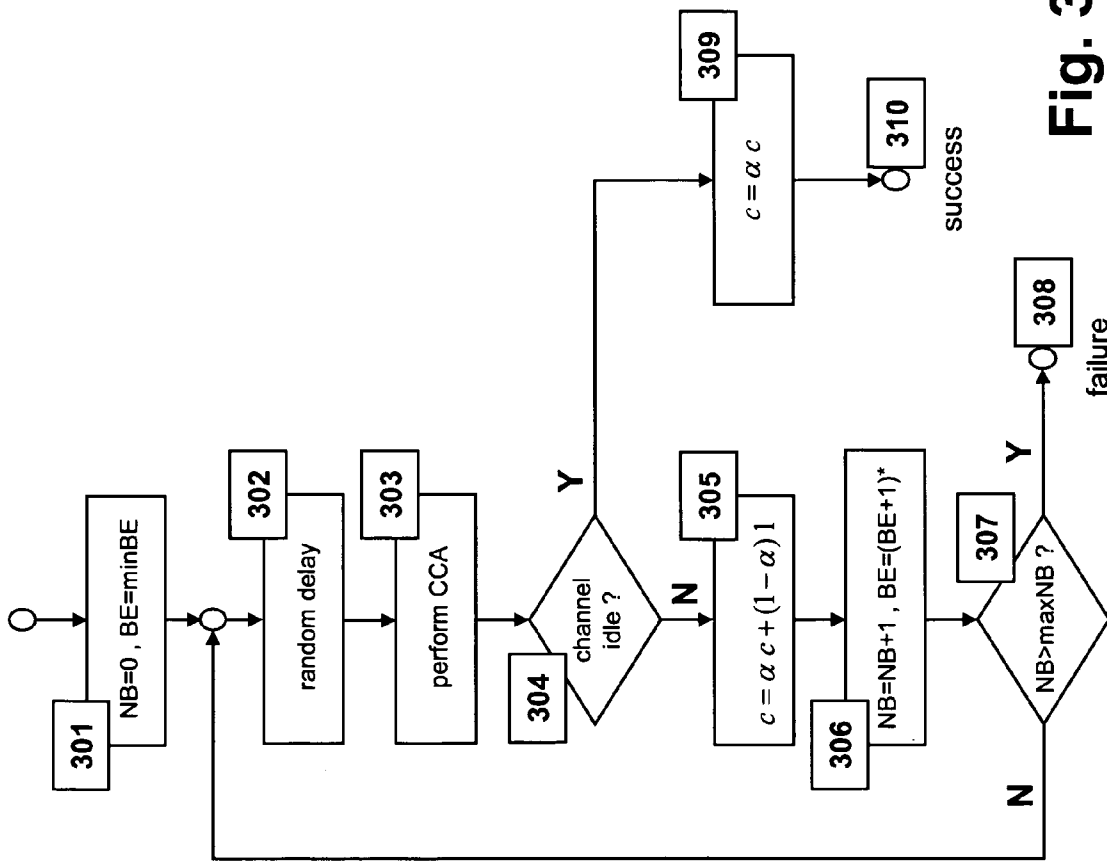 301
NB=0 , BE=minBE
302
random delay
303
perform CCA
304
channel
idle ?
Y
N
305
c = α c + (1 − α) 1
306
NB=NB+1 , BE=(BE+1)*
307
NB>maxNB ?
N
Y
308
failure
309
c = α c
310
success
Fig. 3